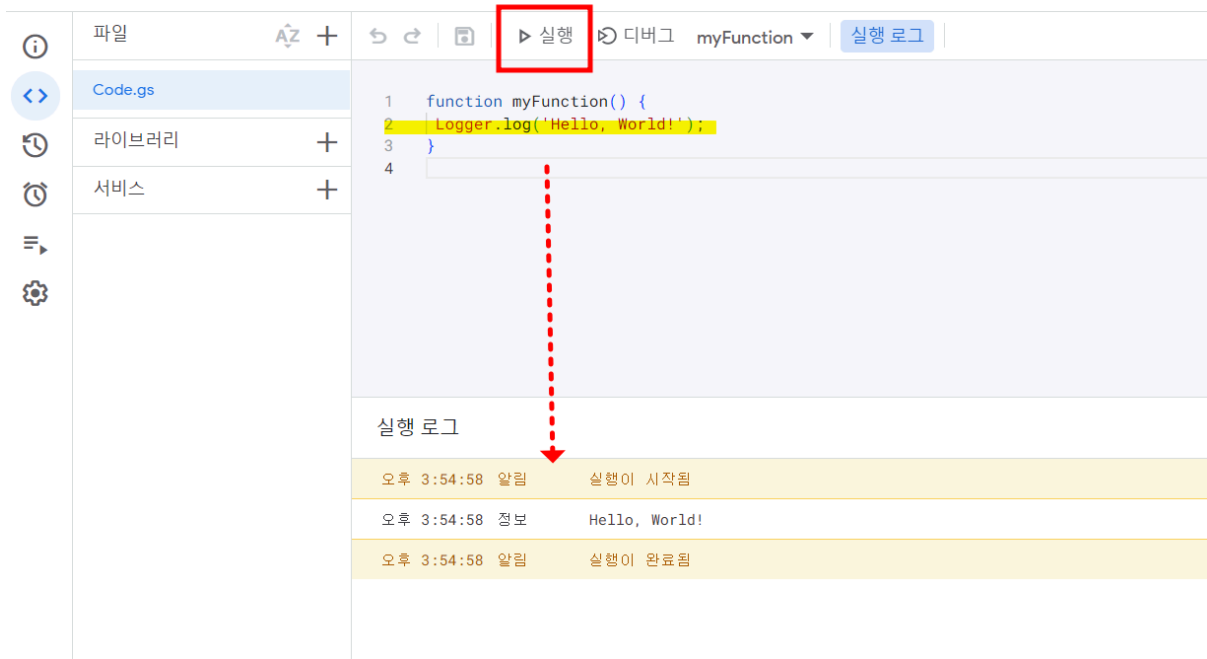 파일 AZ
실행 디버그 myFunction 실행 로그
Code.gs
라이브러리
서비스
1 function myFunction() {
2 Logger.log('Hello, World!');
3 }
4
실행 로그
오후 3:54:58 알림 실행이 시작됨
오후 3:54:58 정보 Hello, World!
오후 3:54:58 알림 실행이 완료됨